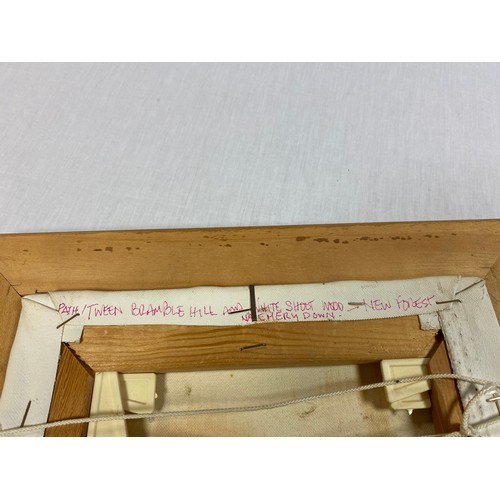 PATH/TWEEN BRAMBLE HILL AND WHITE SHOOT WOOD - NEW FOREST
NR EMERY DOWN.